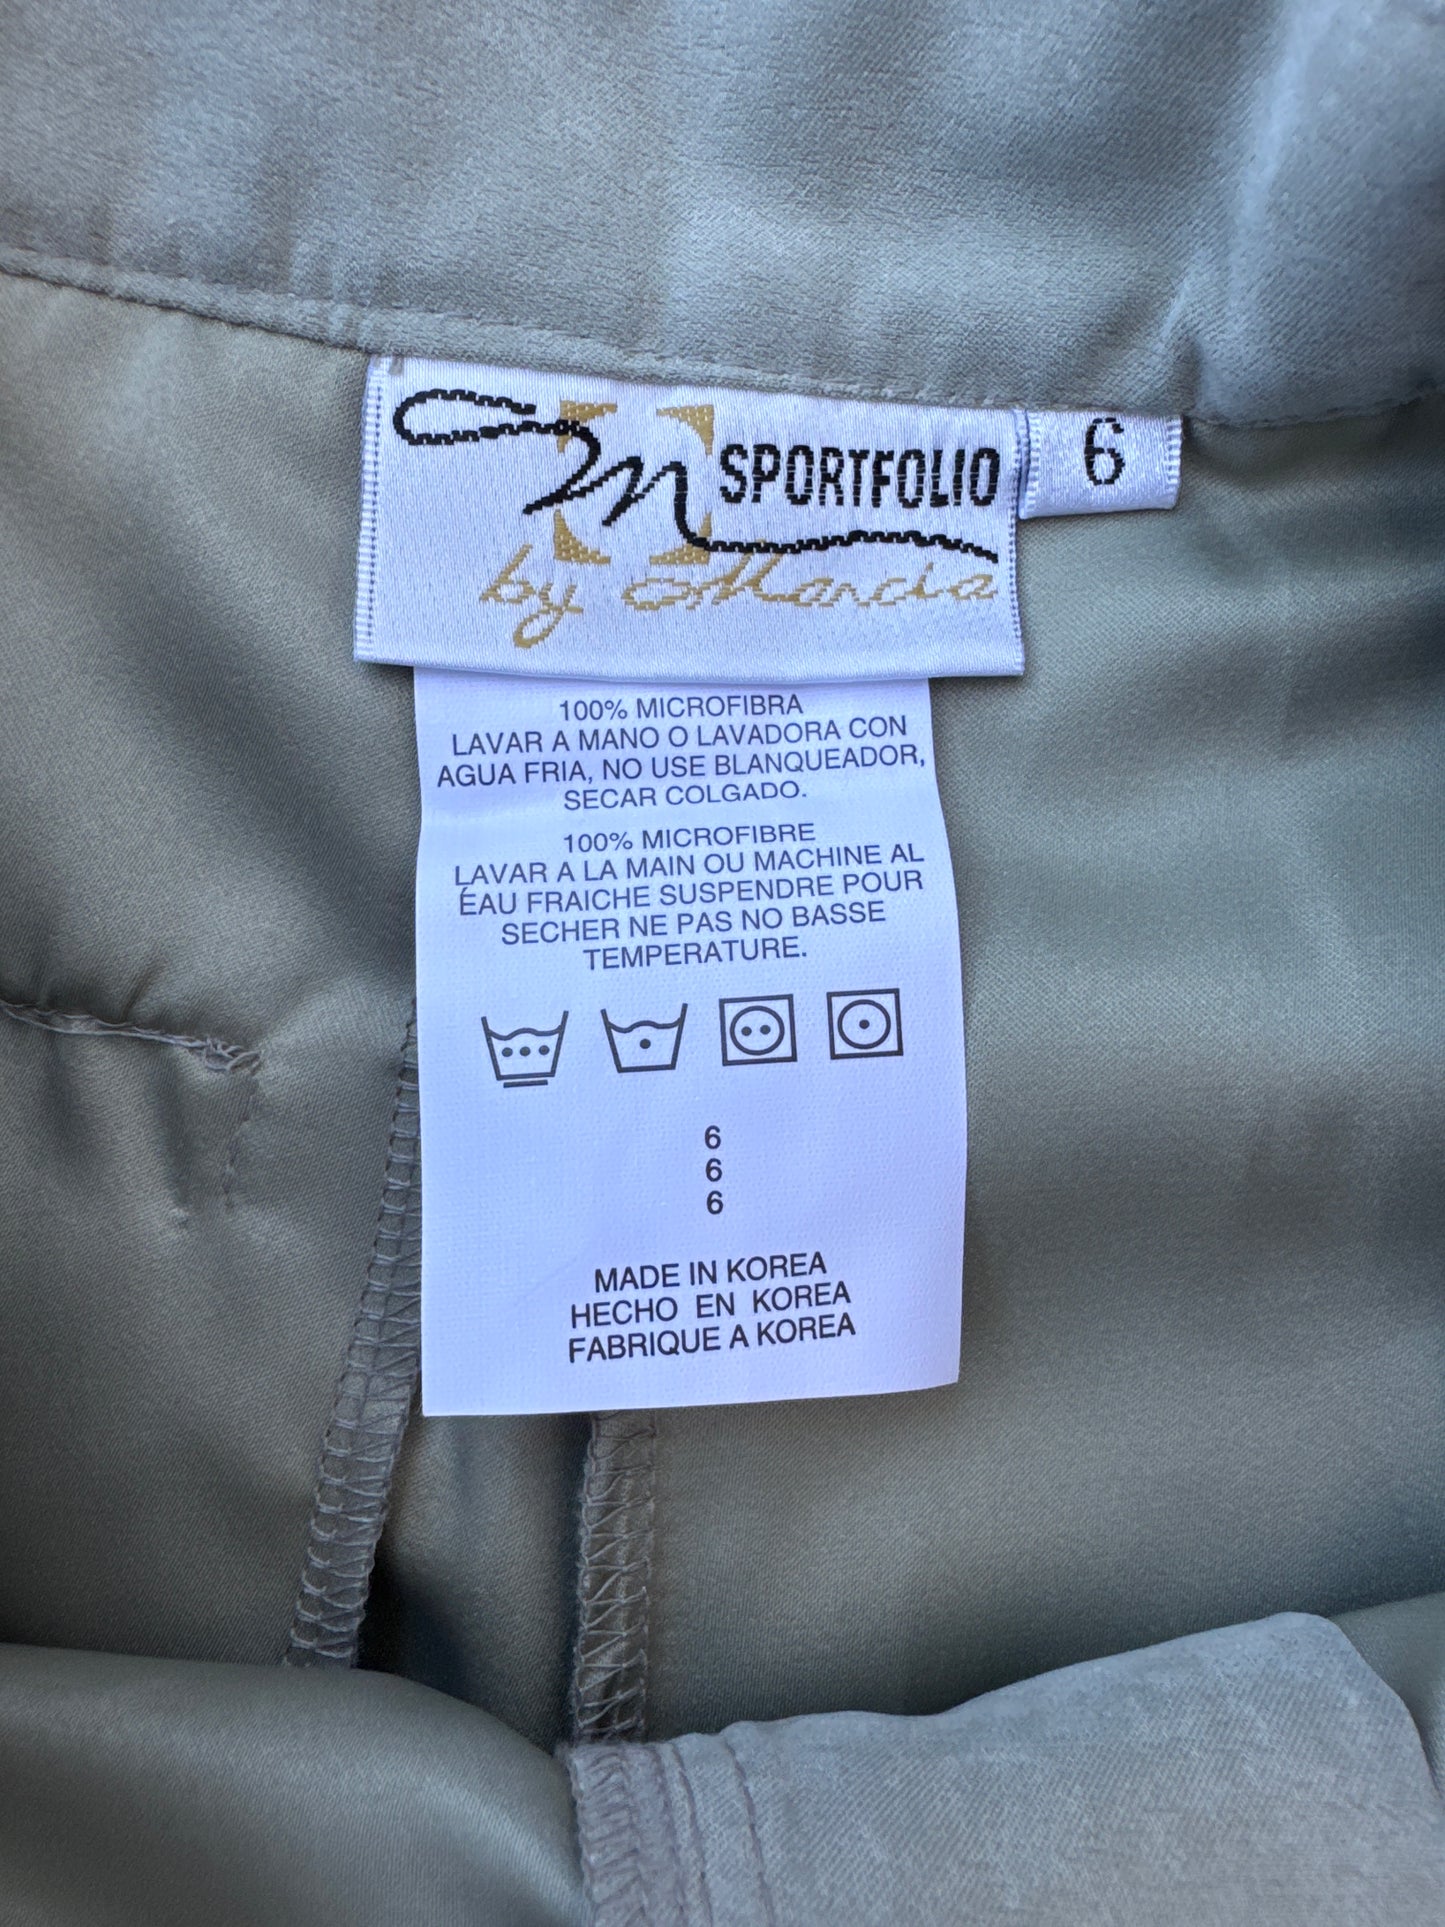 m SPORTFOLIO
by Marcia
6
100% MICROFIBRA
LAVAR A MANO O LAVADORA CON
AGUA FRIA, NO USE BLANQUEADOR,
SECAR COLGADO.
100% MICROFIBRE
LAVAR A LA MAIN OU MACHINE AL
ÉAU FRAICHE SUSPENDRE POUR
SECHER NE PAS NO BASSE
TEMPERATURE.
6
6
6
MADE IN KOREA
HECHO EN KOREA
FABRIQUE A KOREA